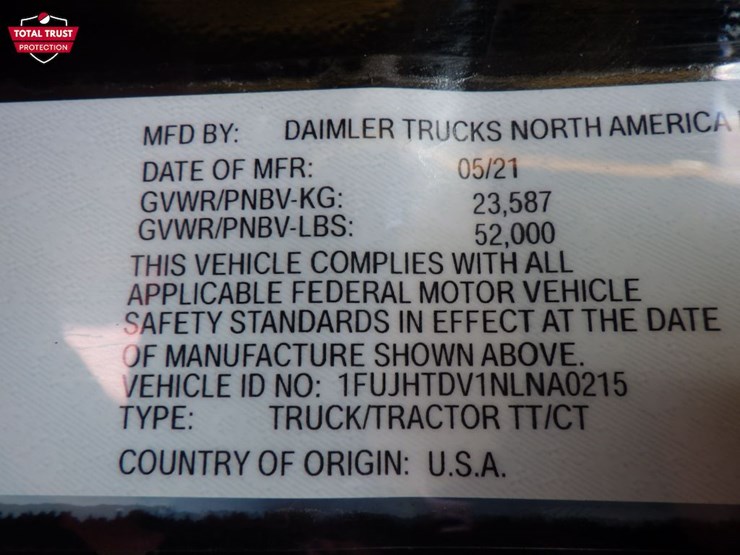 TOTAL TRUST
PROTECTION
MFD BY: DAIMLER TRUCKS NORTH AMERICA
DATE OF MFR: 05/21
GVWR/PNBV-KG: 23,587
GVWR/PNBV-LBS: 52,000
THIS VEHICLE COMPLIES WITH ALL
APPLICABLE FEDERAL MOTOR VEHICLE
SAFETY STANDARDS IN EFFECT AT THE DATE
OF MANUFACTURE SHOWN ABOVE.
VEHICLE ID NO: 1FUJHTDV1NLNA0215
TYPE: TRUCK/TRACTOR TT/CT
COUNTRY OF ORIGIN: U.S.A.